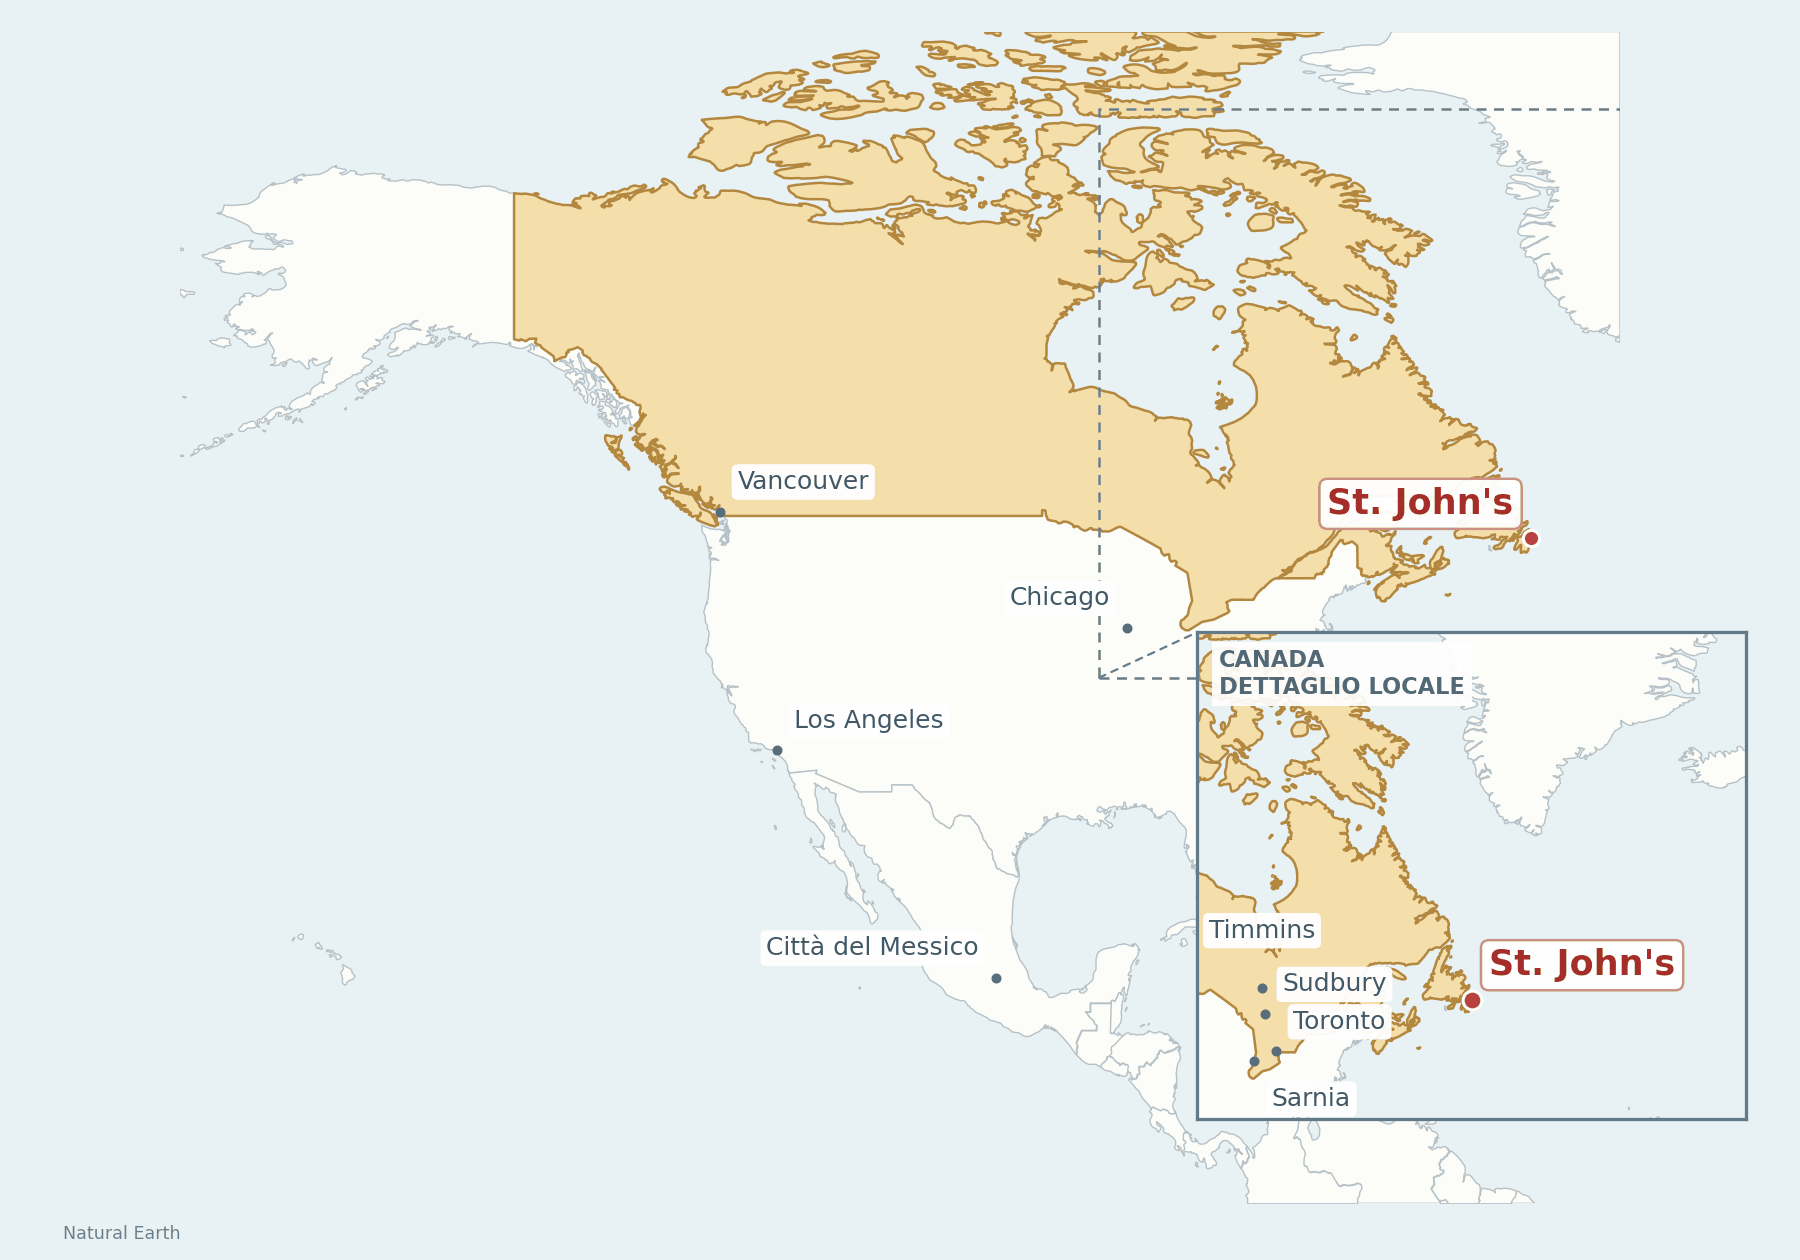 Vancouver
St. John's
Chicago
CANADA
DETTAGLIO LOCALE
Los Angeles
Timmins
Città del Messico
St. John's
Sudbury
Toronto
Sarnia
Natural Earth